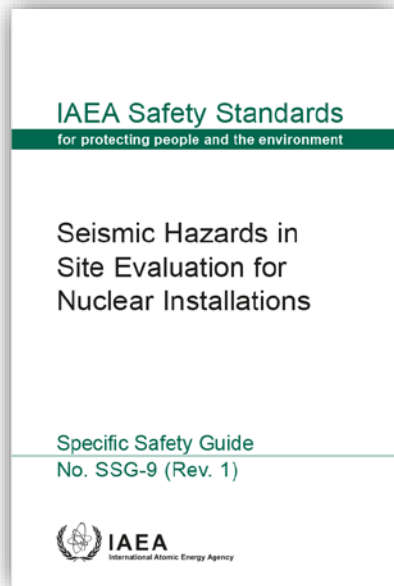 IAEA Safety Standards
for protecting people and the environment
Seismic Hazards in
Site Evaluation for
Nuclear Installations
Specific Safety Guide
No. SSG-9 (Rev. 1)
IAEA
International Atomic Energy Agency